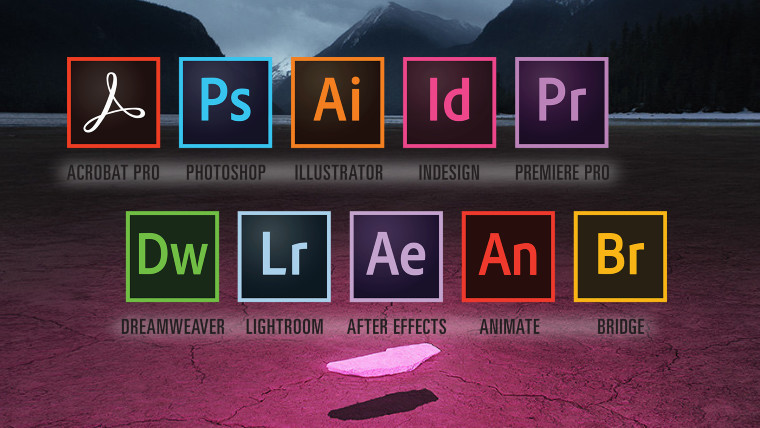 Ps Ai Id Pr
ACROBAT PRO PHOTOSHOP ILLUSTRATOR INDESIGN PREMIERE PRO
Dw Lr Ae An Br
DREAMWEAVER LIGHTROOM AFTER EFFECTS ANIMATE BRIDGE